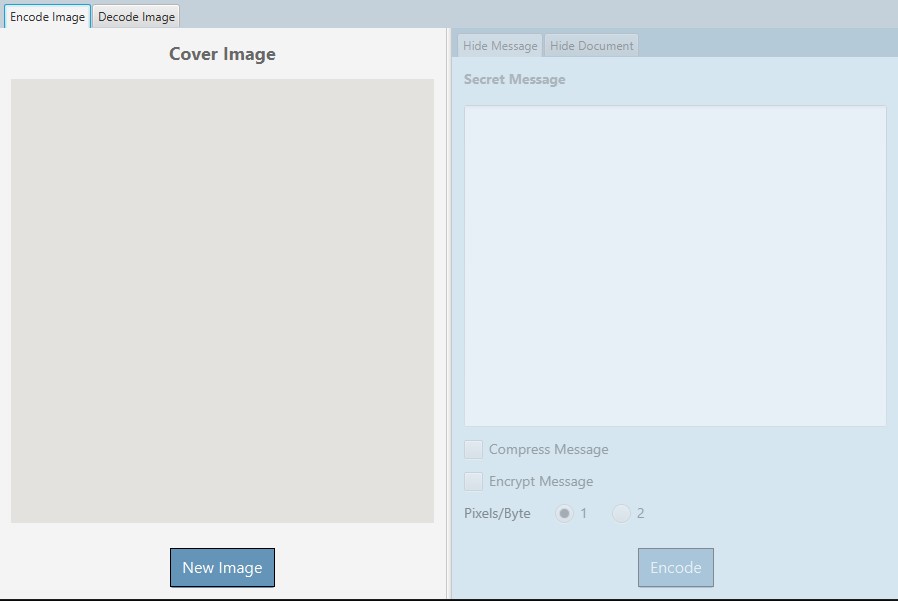 Encode Image Decode Image
Cover Image
New Image
Hide Message Hide Document
Secret Message
Compress Message
Encrypt Message
Pixels/Byte 1 2
Encode